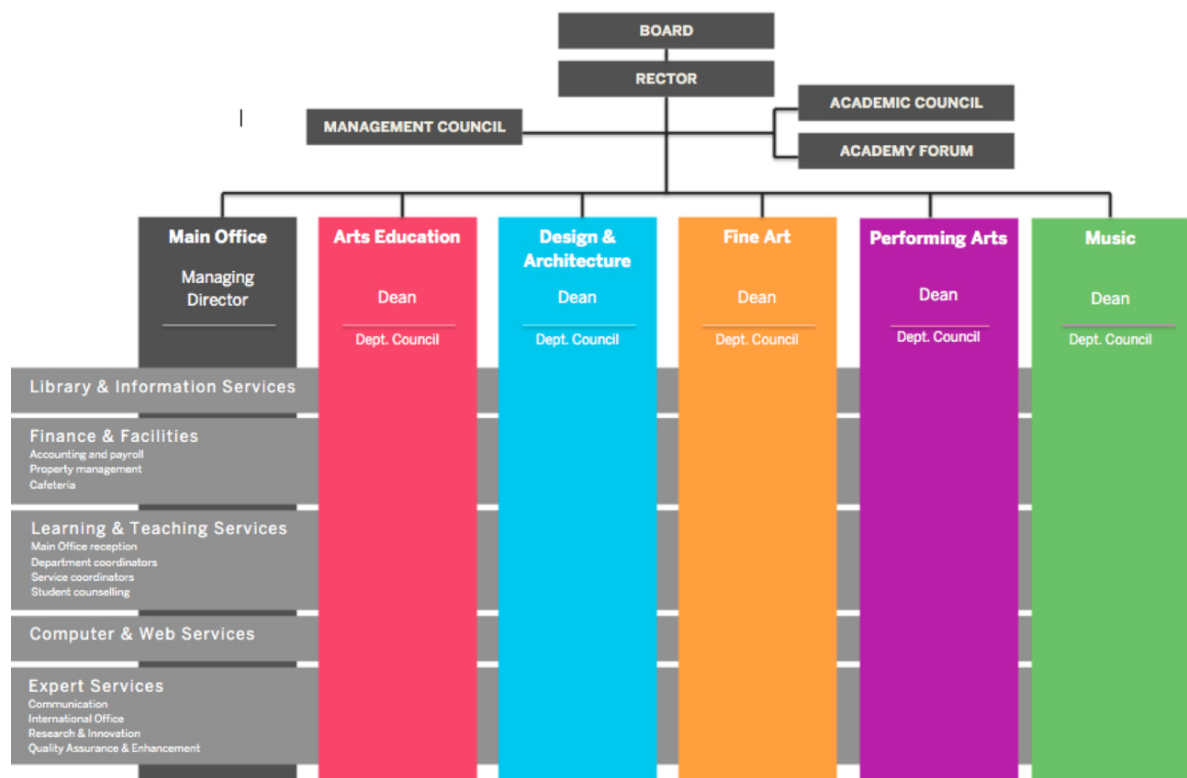 BOARD
RECTOR
MANAGEMENT COUNCIL
ACADEMIC COUNCIL
ACADEMY FORUM
Main Office
Managing
Director
Arts Education
Dean
Dept. Council
Design &
Architecture
Dean
Dept. Council
Fine Art
Dean
Dept. Council
Performing Arts
Dean
Dept. Council
Music
Dean
Dept. Council
Library & Information Services
Finance & Facilities
Accounting and payroll
Property management
Cafeteria
Learning & Teaching Services
Main Office reception
Department coordinators
Service coordinators
Student counselling
Computer & Web Services
Expert Services
Communication
International Office
Research & Innovation
Quality Assurance & Enhancement